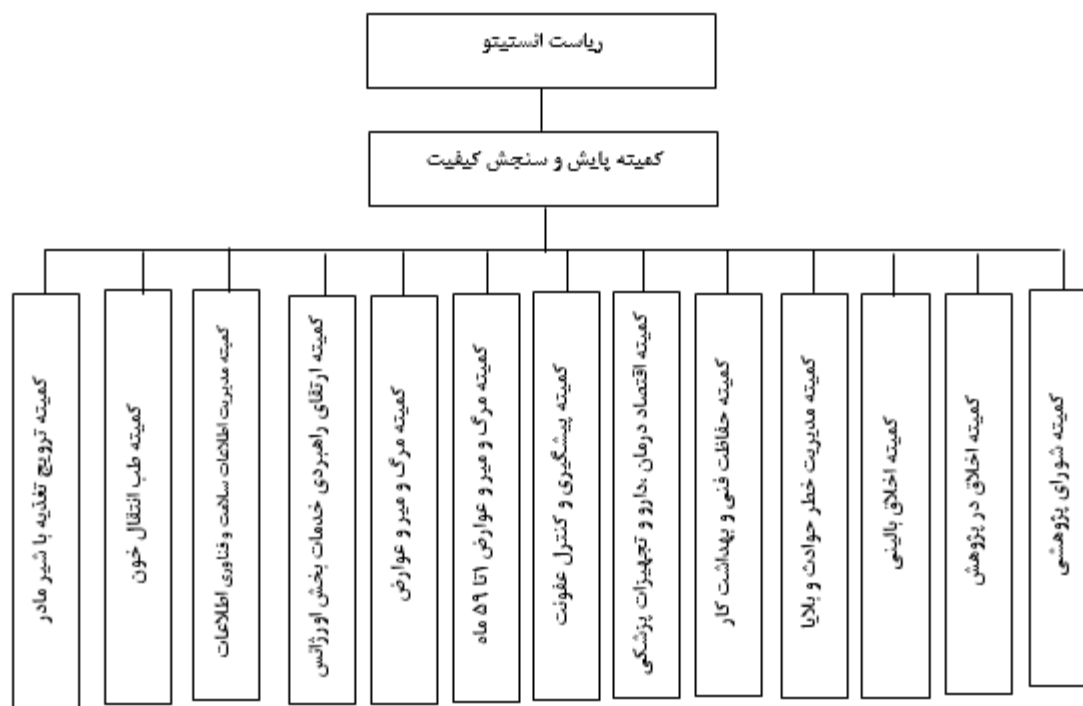 ریاست انستیتو
کمیته پایش و سنجش کیفیت
کمیته شورای پژوهشی
کمیته اخلاق در پژوهش
کمیته اخلاق بالینی
کمیته مدیریت خطر حوادث و بلایا
کمیته حفاظت فنی و بهداشت کار
کمیته اقتصاد درمان ،دارو و تجهیزات پزشکی
کمیته پیشگیری و کنترل عفونت
کمیته مرگ و میر و عوارض ۱تا ۵۹ ماه
کمیته مرگ و میر و عوارض
کمیته ارتقای راهبردی خدمات بخش اورژانس
کمیته مدیریت اطلاعات سلامت و فناوری اطلاعات
کمیته طب انتقال خون
کمیته ترویج تغذیه با شیر مادر